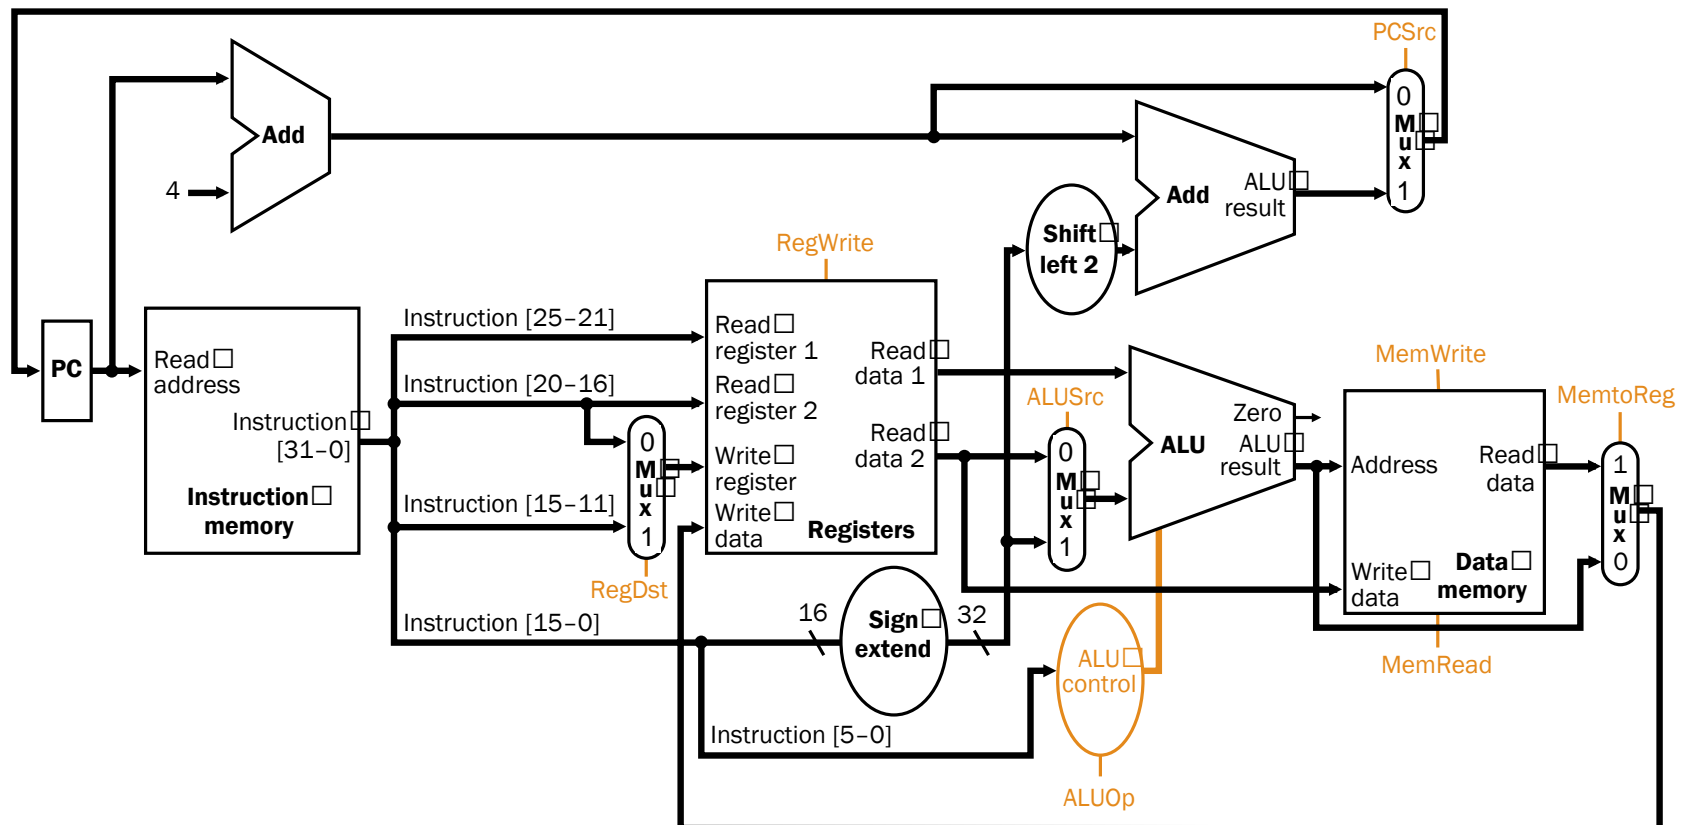 PCSrc
0
Mux
1
Add
4
ALU
result
Add
Shift
left 2
RegWrite
PC
Read
address
Instruction
[31–0]
Instruction
memory
Instruction [25–21]
Instruction [20–16]
Instruction [15–11]
Instruction [15–0]
Instruction [5–0]
0
Mux
1
RegDst
Read
register 1
Read
register 2
Write
register
Write
data
Read
data 1
Read
data 2
Registers
16
Sign
extend
32
ALUSrc
0
Mux
1
Zero
ALU
ALU
result
ALU
control
ALUOp
MemWrite
Address
Read
data
Write
data
Data
memory
MemRead
MemtoReg
1
Mux
0